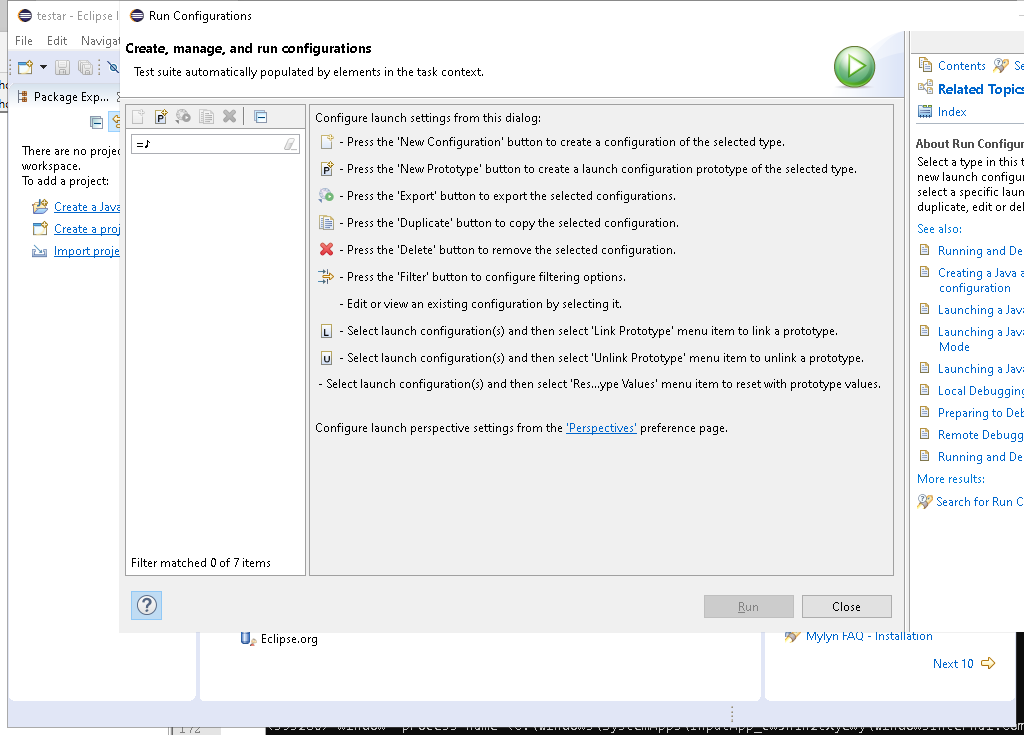 testar - Eclipse I
Run Configurations
File Edit Navigat
Create, manage, and run configurations
Test suite automatically populated by elements in the task context.
Package Exp...
There are no projec
workspace.
To add a project:
Create a Java
Create a proj
Import proje
=♪
Filter matched 0 of 7 items
Configure launch settings from this dialog:
- Press the 'New Configuration' button to create a configuration of the selected type.
- Press the 'New Prototype' button to create a launch configuration prototype of the selected type.
- Press the 'Export' button to export the selected configurations.
- Press the 'Duplicate' button to copy the selected configuration.
- Press the 'Delete' button to remove the selected configuration.
- Press the 'Filter' button to configure filtering options.
- Edit or view an existing configuration by selecting it.
- Select launch configuration(s) and then select 'Link Prototype' menu item to link a prototype.
- Select launch configuration(s) and then select 'Unlink Prototype' menu item to unlink a prototype.
- Select launch configuration(s) and then select 'Res...ype Values' menu item to reset with prototype values.
Configure launch perspective settings from the 'Perspectives' preference page.
Run
Close
Contents Se
Related Topics
Index
About Run Configur
Select a type in this t
new launch configura
select a specific laun
duplicate, edit or del
See also:
Running and De
Creating a Java a
configuration
Launching a Java
Launching a Java
Mode
Launching a Java
Local Debugging
Preparing to Deb
Remote Debugg
Running and De
More results:
Search for Run C
Eclipse.org
Mylyn FAQ - Installation
Next 10
172